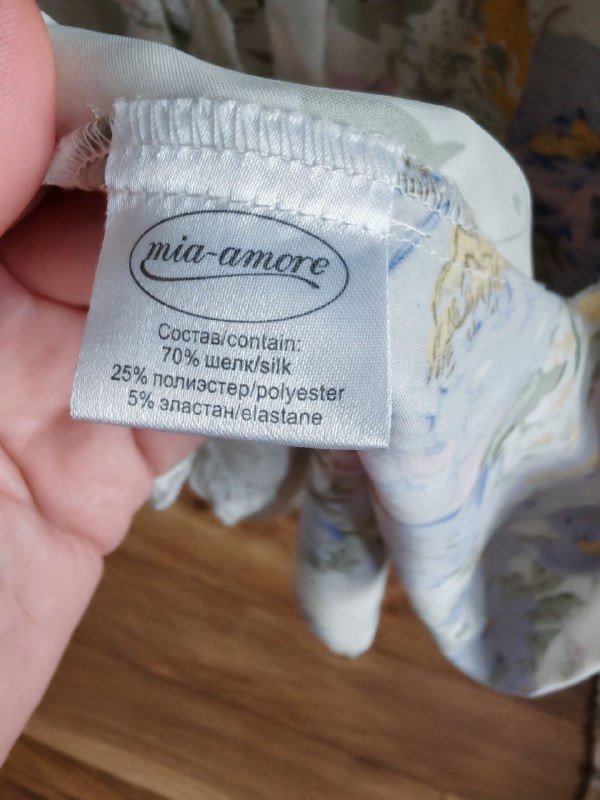 mia-amore
Состав/contain:
70% шелк/silk
25% полиэстер/polyester
5% эластан/elastane